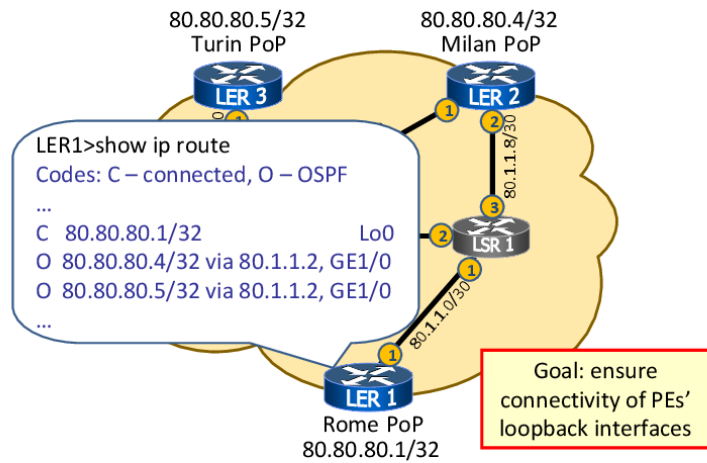 80.80.80.5/32
Turin PoP
LER 3
1
80.80.80.4/32
Milan PoP
LER 2
1
2
80.1.1.8/30
3
LSR 1
2
1
80.1.1.0/30
1
LER1>show ip route
Codes: C – connected, O – OSPF
...
C 80.80.80.1/32 Lo0
O 80.80.80.4/32 via 80.1.1.2, GE1/0
O 80.80.80.5/32 via 80.1.1.2, GE1/0
...
LER 1
Rome PoP
80.80.80.1/32
Goal: ensure
connectivity of PEs'
loopback interfaces